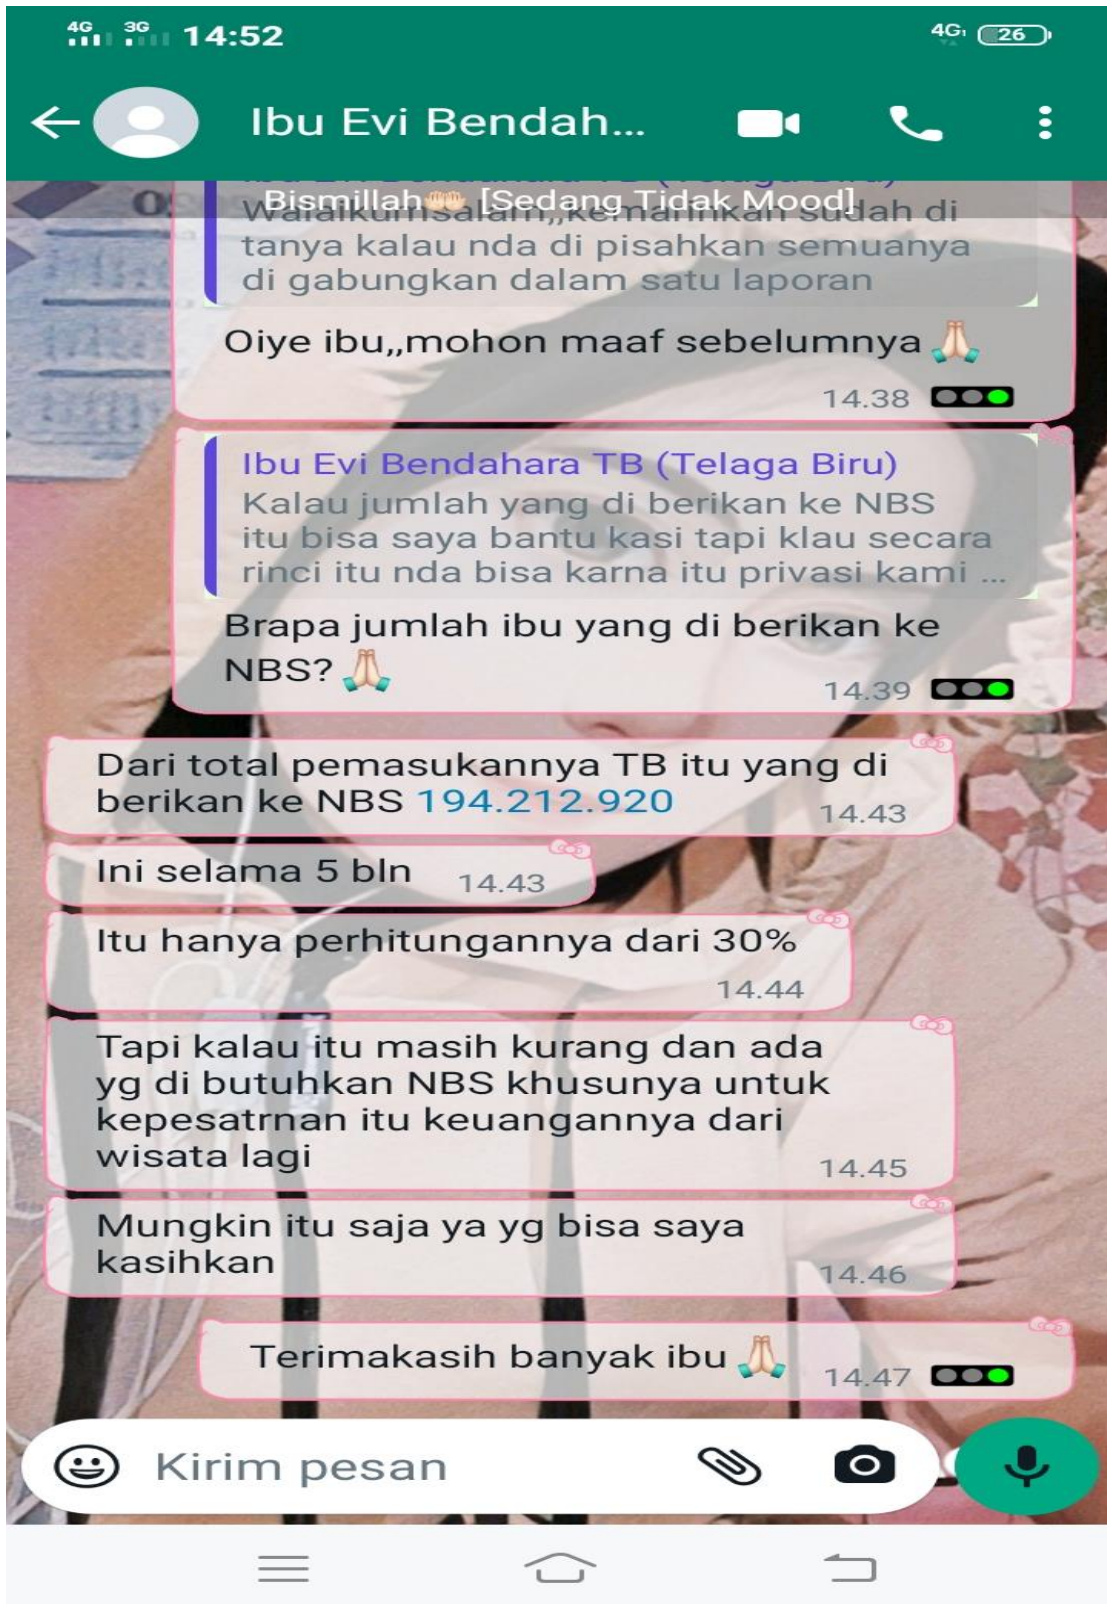 4G 3G 14:52 4G 26
Ibu Evi Bendah...
Bismillah🤲🏻 [Sedang Tidak Mood]
Walaikumsalam,,kemarinkan sudah di
tanya kalau nda di pisahkan semuanya
di gabungkan dalam satu laporan
Oiye ibu,,mohon maaf sebelumnya 🙏🏻
14.38
Ibu Evi Bendahara TB (Telaga Biru)
Kalau jumlah yang di berikan ke NBS
itu bisa saya bantu kasi tapi klau secara
rinci itu nda bisa karna itu privasi kami ...
Brapa jumlah ibu yang di berikan ke
NBS? 🙏🏻
14.39
Dari total pemasukannya TB itu yang di
berikan ke NBS 194.212.920
14.43
Ini selama 5 bln 14.43
Itu hanya perhitungannya dari 30%
14.44
Tapi kalau itu masih kurang dan ada
yg di butuhkan NBS khusunya untuk
kepesatrnan itu keuangannya dari
wisata lagi
14.45
Mungkin itu saja ya yg bisa saya
kasihkan
14.46
Terimakasih banyak ibu 🙏🏻 14.47
Kirim pesan